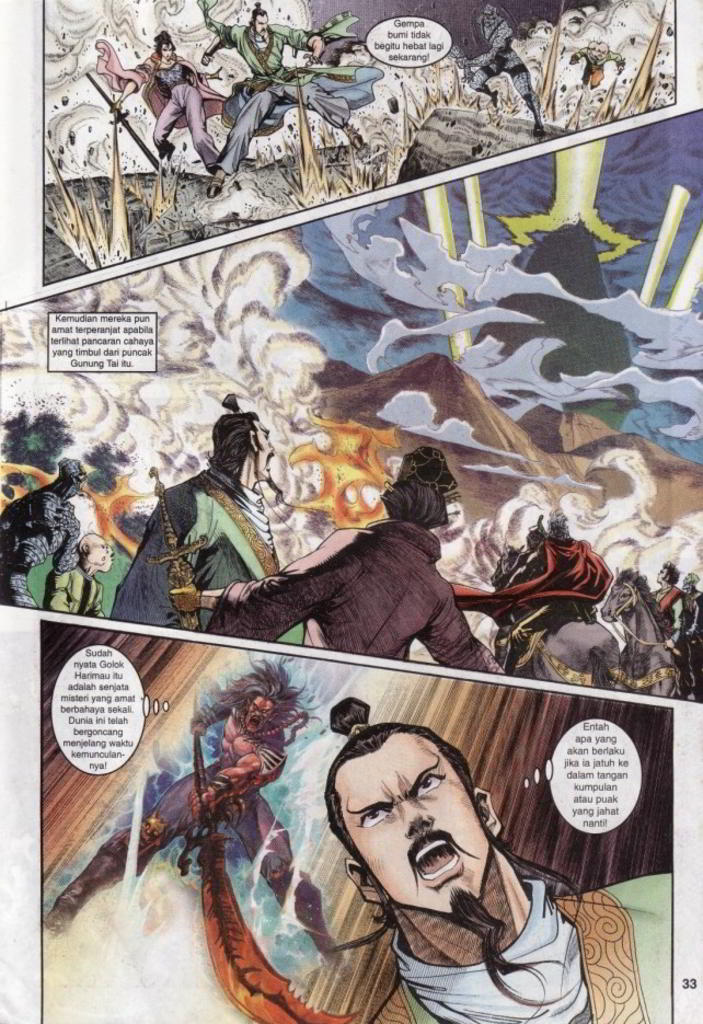 Gempa
bumi tidak
begitu hebat lagi
sekarang!
Kemudian mereka pun
amat terperanjat apabila
terlihat pancaran cahaya
yang timbul dari puncak
Gunung Tai itu.
Sudah
nyata Golok
Harimau itu
adalah senjata
misteri yang amat
berbahaya sekali.
Dunia ini telah
bergoncang
menjelang waktu
kemunculan-
nya!
Entah
apa yang
akan berlaku
jika ia jatuh ke
dalam tangan
kumpulan
atau puak
yang jahat
nanti!
33